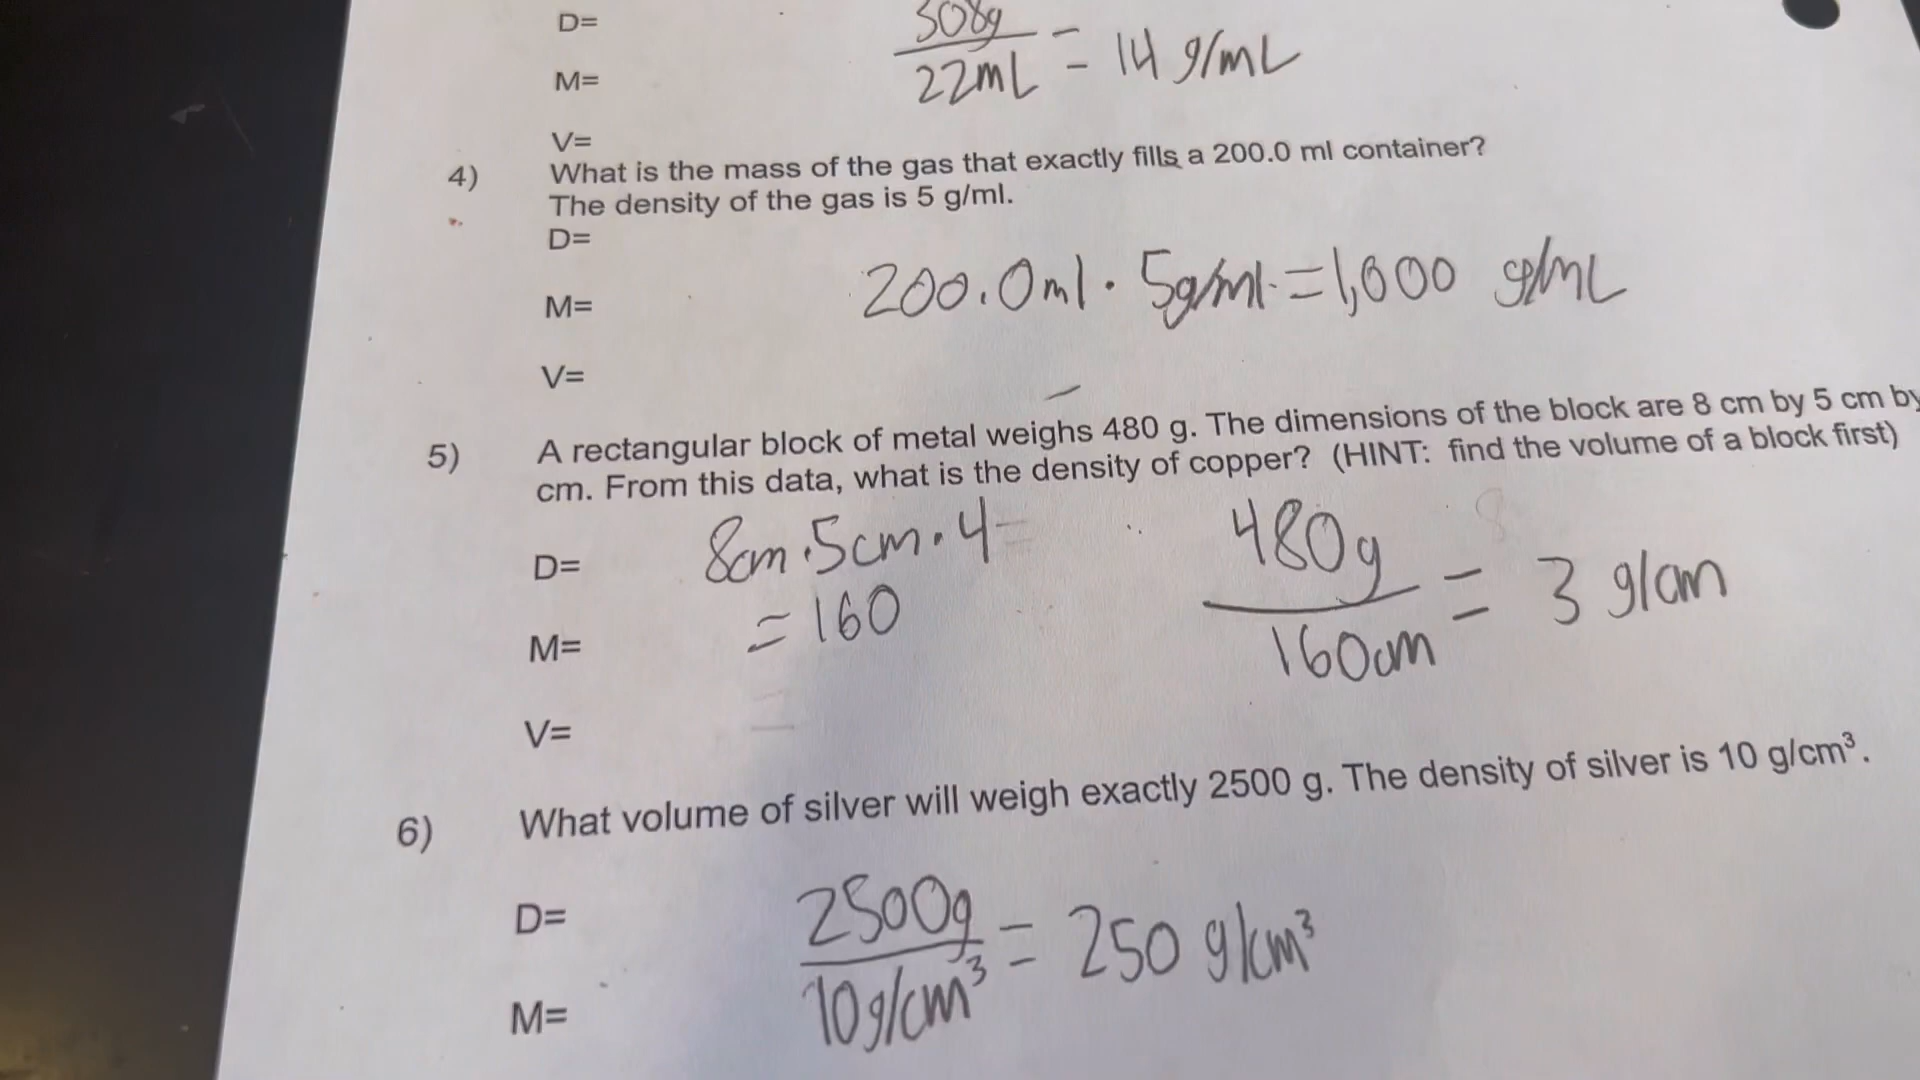 D=
308g
22mL = 14 g/mL
M=
V=
4) What is the mass of the gas that exactly fills a 200.0 ml container?
The density of the gas is 5 g/ml.
D=
200.0ml · 5g/ml = 1,000 g/mL
M=
V=
5) A rectangular block of metal weighs 480 g. The dimensions of the block are 8 cm by 5 cm by
cm. From this data, what is the density of copper? (HINT: find the volume of a block first)
D=
8cm · 5cm · 4
= 160
480g
160cm = 3 g/cm
M=
V=
6) What volume of silver will weigh exactly 2500 g. The density of silver is 10 g/cm³.
D=
2500g
10g/cm³ = 250 g/cm³
M=